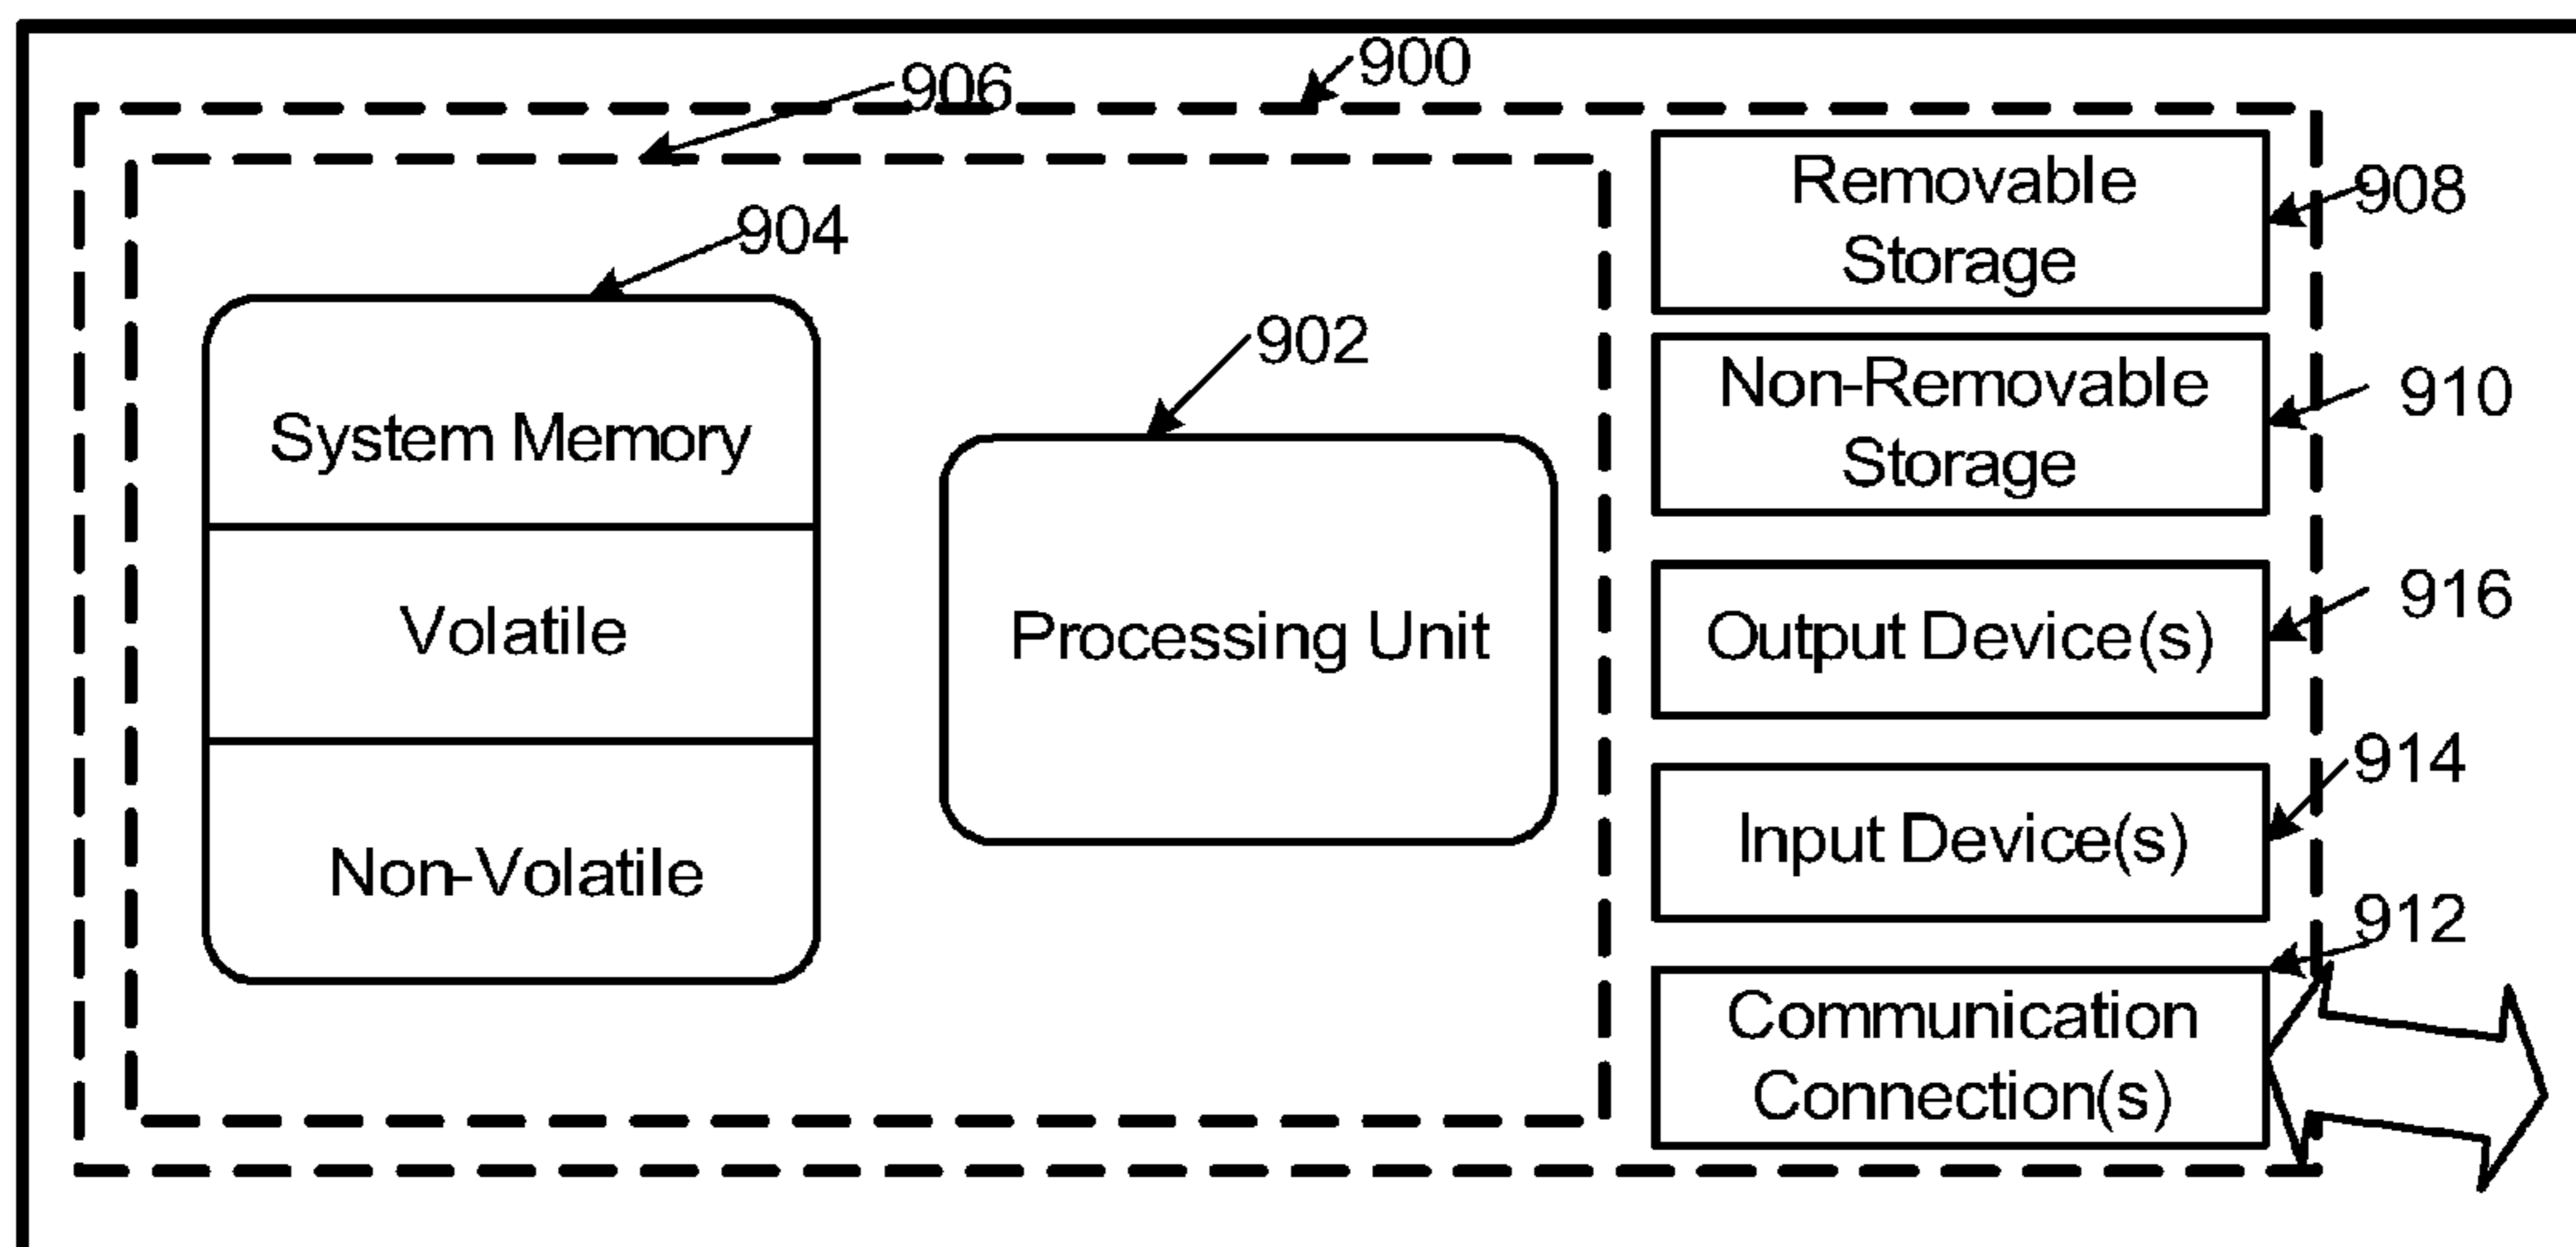 900
906
Removable
Storage
908
904
902
Non-Removable
Storage
910
System Memory
Volatile
Non-Volatile
Processing Unit
Output Device(s)
916
Input Device(s)
914
912
Communication
Connection(s)